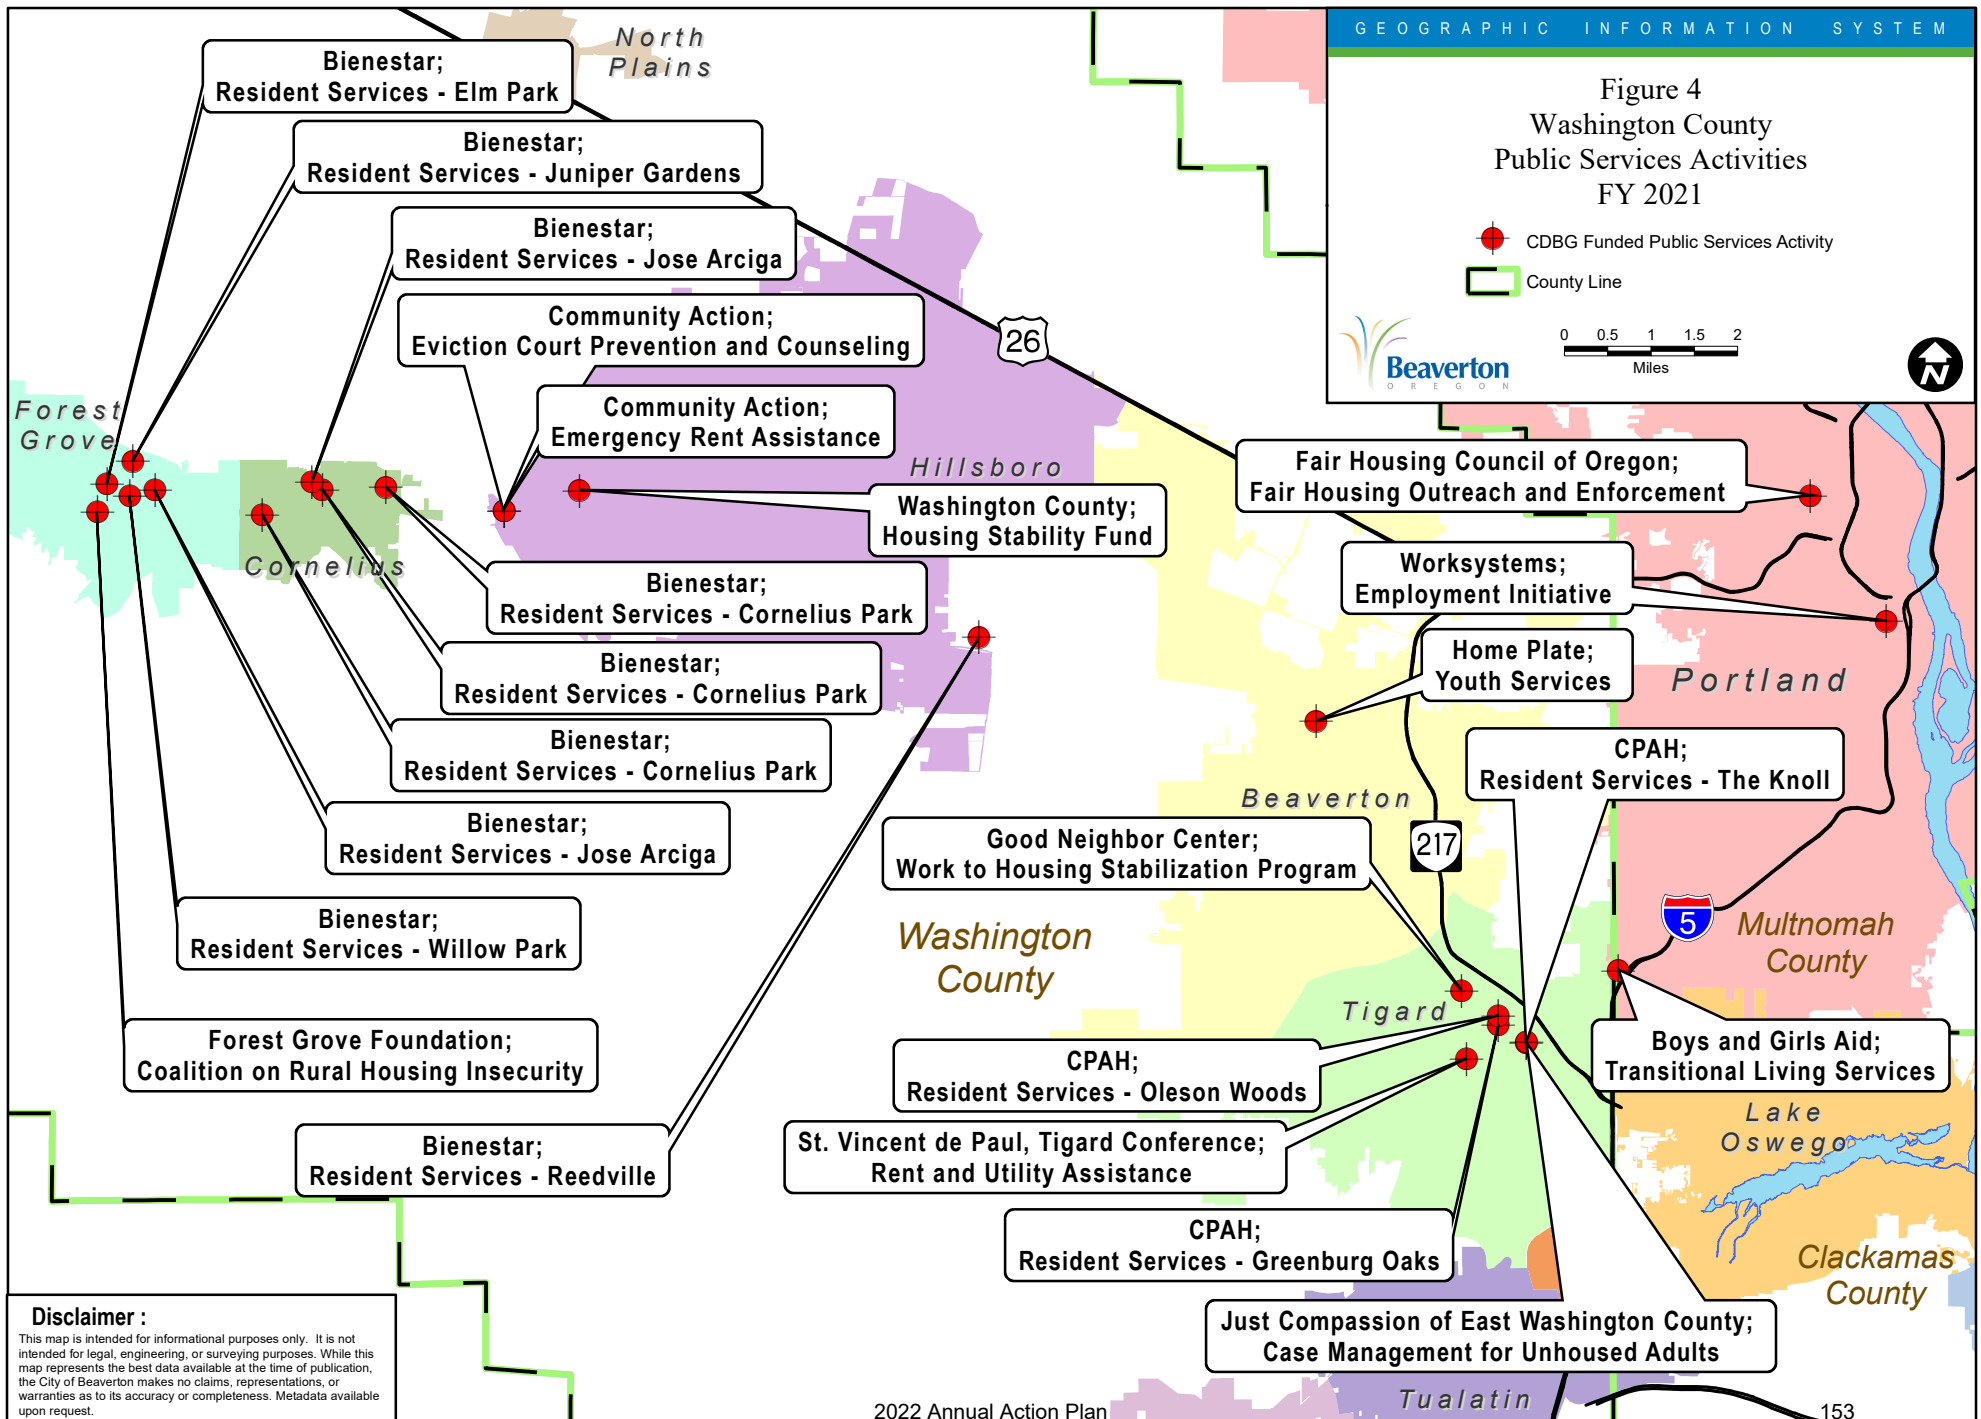 GEOGRAPHIC INFORMATION SYSTEM
Figure 4
Washington County
Public Services Activities
FY 2021
CDBG Funded Public Services Activity
County Line
0 0.5 1 1.5 2
Miles
Beaverton
OREGON
N
North
Plains
Bienestar;
Resident Services - Elm Park
Bienestar;
Resident Services - Juniper Gardens
Bienestar;
Resident Services - Jose Arciga
Community Action;
Eviction Court Prevention and Counseling
26
Community Action;
Emergency Rent Assistance
Forest
Grove
Hillsboro
Fair Housing Council of Oregon;
Fair Housing Outreach and Enforcement
Washington County;
Housing Stability Fund
Cornelius
Worksystems;
Employment Initiative
Bienestar;
Resident Services - Cornelius Park
Home Plate;
Youth Services
Portland
Bienestar;
Resident Services - Cornelius Park
Bienestar;
Resident Services - Cornelius Park
CPAH;
Resident Services - The Knoll
Beaverton
Bienestar;
Resident Services - Jose Arciga
Good Neighbor Center;
Work to Housing Stabilization Program
217
Bienestar;
Resident Services - Willow Park
Washington
County
5
Multnomah
County
Tigard
Forest Grove Foundation;
Coalition on Rural Housing Insecurity
CPAH;
Resident Services - Oleson Woods
Boys and Girls Aid;
Transitional Living Services
Lake
Oswego
Bienestar;
Resident Services - Reedville
St. Vincent de Paul, Tigard Conference;
Rent and Utility Assistance
CPAH;
Resident Services - Greenburg Oaks
Clackamas
County
Just Compassion of East Washington County;
Case Management for Unhoused Adults
Tualatin
Disclaimer :
This map is intended for informational purposes only. It is not
intended for legal, engineering, or surveying purposes. While this
map represents the best data available at the time of publication,
the City of Beaverton makes no claims, representations, or
warranties as to its accuracy or completeness. Metadata available
upon request.
2022 Annual Action Plan
153